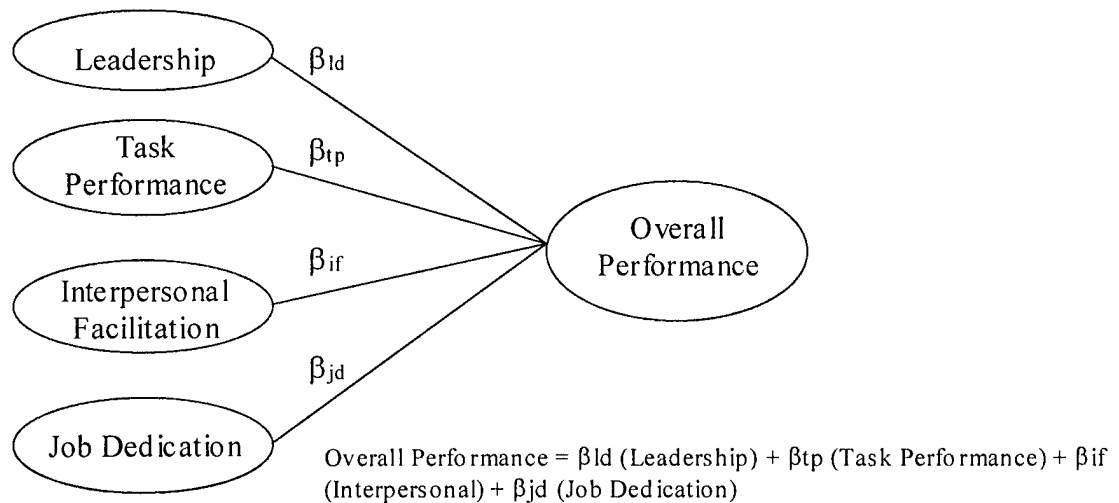 Leadership
βld
Task
Performance
βtp
Interpersonal
Facilitation
βif
Job Dedication
βjd
Overall
Performance
Overall Performance = βld (Leadership) + βtp (Task Performance) + βif
(Interpersonal) + βjd (Job Dedication)